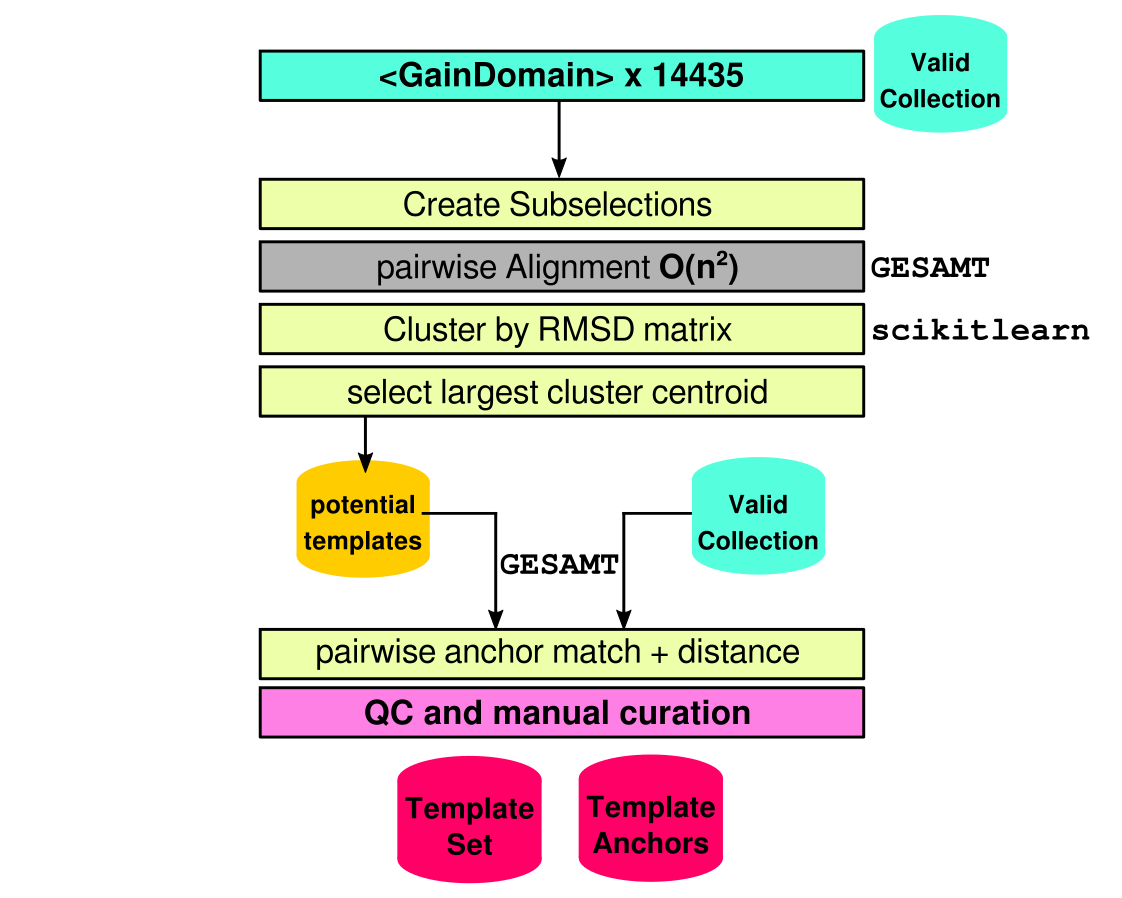 <GainDomain> x 14435
Valid
Collection
Create Subselections
pairwise Alignment O(n²)
GESAMT
Cluster by RMSD matrix
scikitlearn
select largest cluster centroid
potential
templates
Valid
Collection
GESAMT
pairwise anchor match + distance
QC and manual curation
Template
Set
Template
Anchors